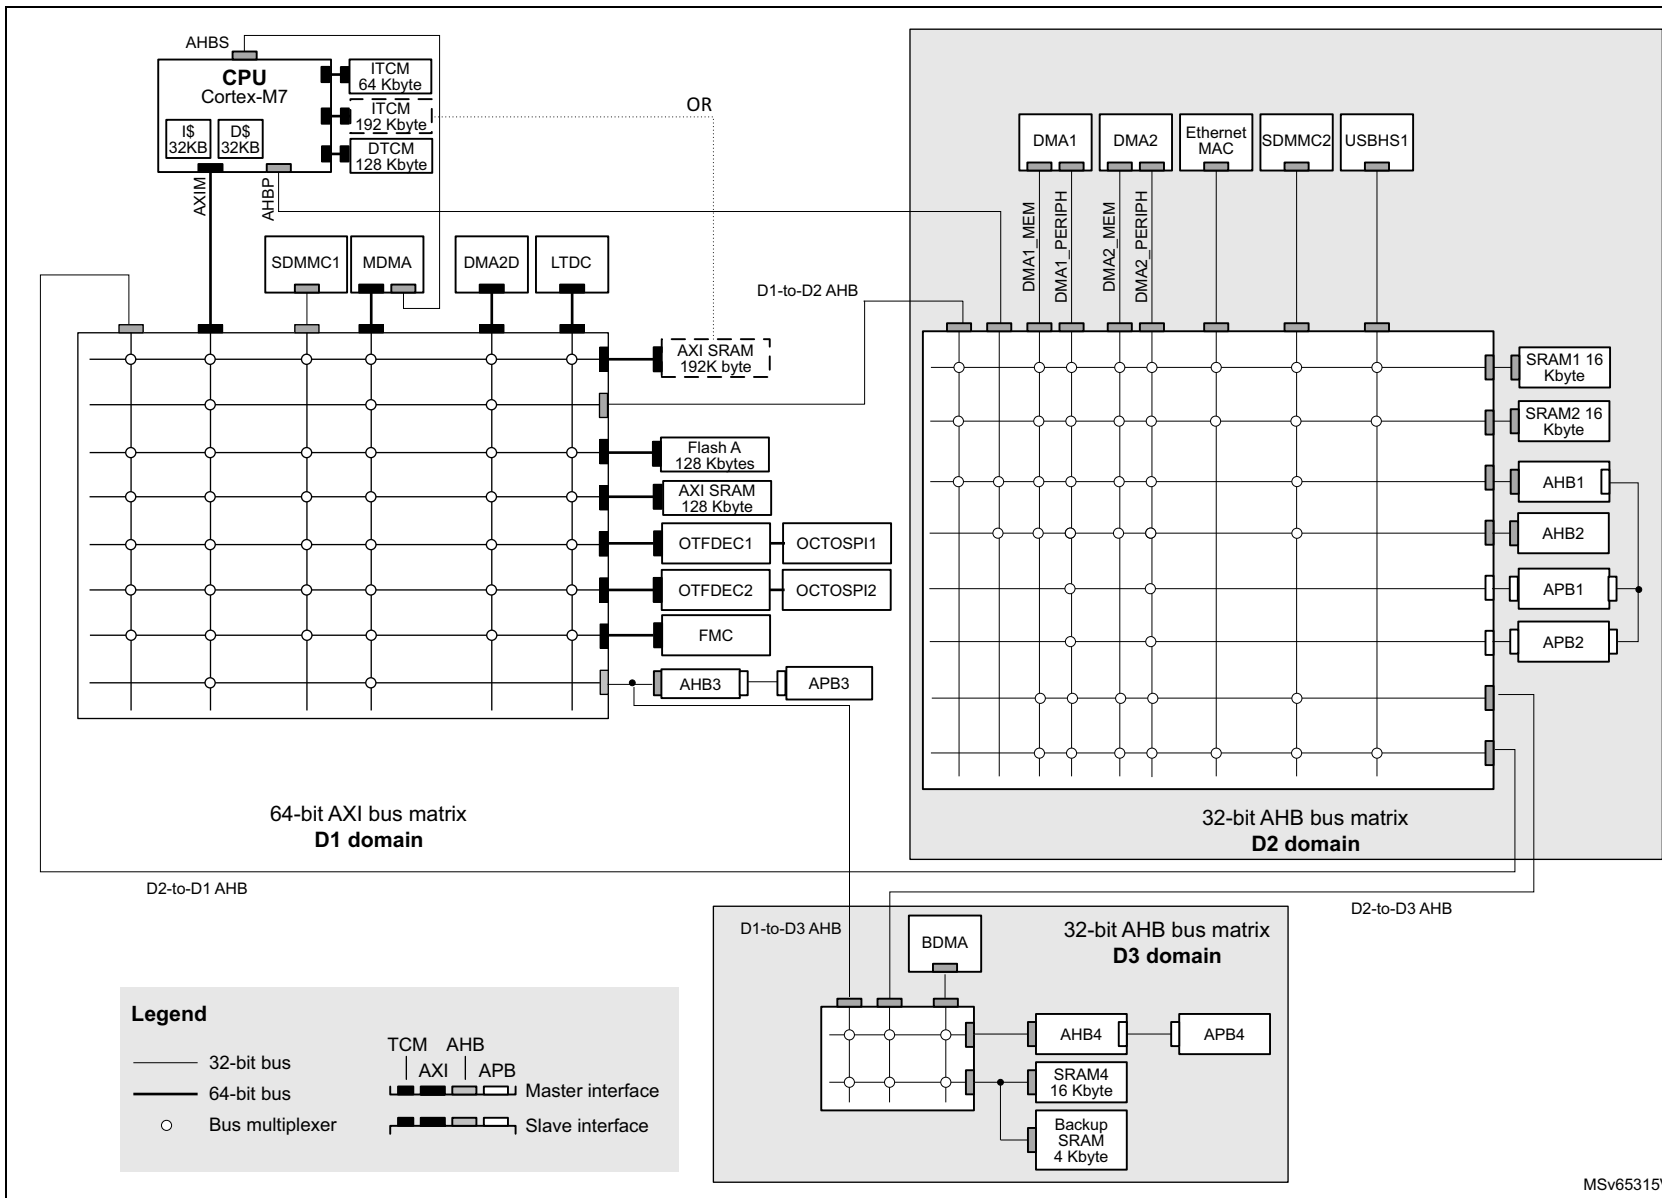 AHBS
CPU
Cortex-M7
I$
32KB
D$
32KB
ITCM
64 Kbyte
ITCM
192 Kbyte
DTCM
128 Kbyte
OR
AXIM
AHBP
SDMMC1
MDMA
DMA2D
LTDC
D1-to-D2 AHB
AXI SRAM
192K byte
Flash A
128 Kbytes
AXI SRAM
128 Kbyte
OTFDEC1
OCTOSPI1
OTFDEC2
OCTOSPI2
FMC
AHB3
APB3
64-bit AXI bus matrix
D1 domain
DMA1
DMA2
Ethernet
MAC
SDMMC2
USBHS1
DMA1_MEM
DMA1_PERIPH
DMA2_MEM
DMA2_PERIPH
SRAM1 16
Kbyte
SRAM2 16
Kbyte
AHB1
AHB2
APB1
APB2
32-bit AHB bus matrix
D2 domain
D2-to-D1 AHB
D2-to-D3 AHB
D1-to-D3 AHB
BDMA
32-bit AHB bus matrix
D3 domain
AHB4
APB4
SRAM4
16 Kbyte
Backup
SRAM
4 Kbyte
Legend
32-bit bus
64-bit bus
Bus multiplexer
TCM
AHB
AXI
APB
Master interface
Slave interface